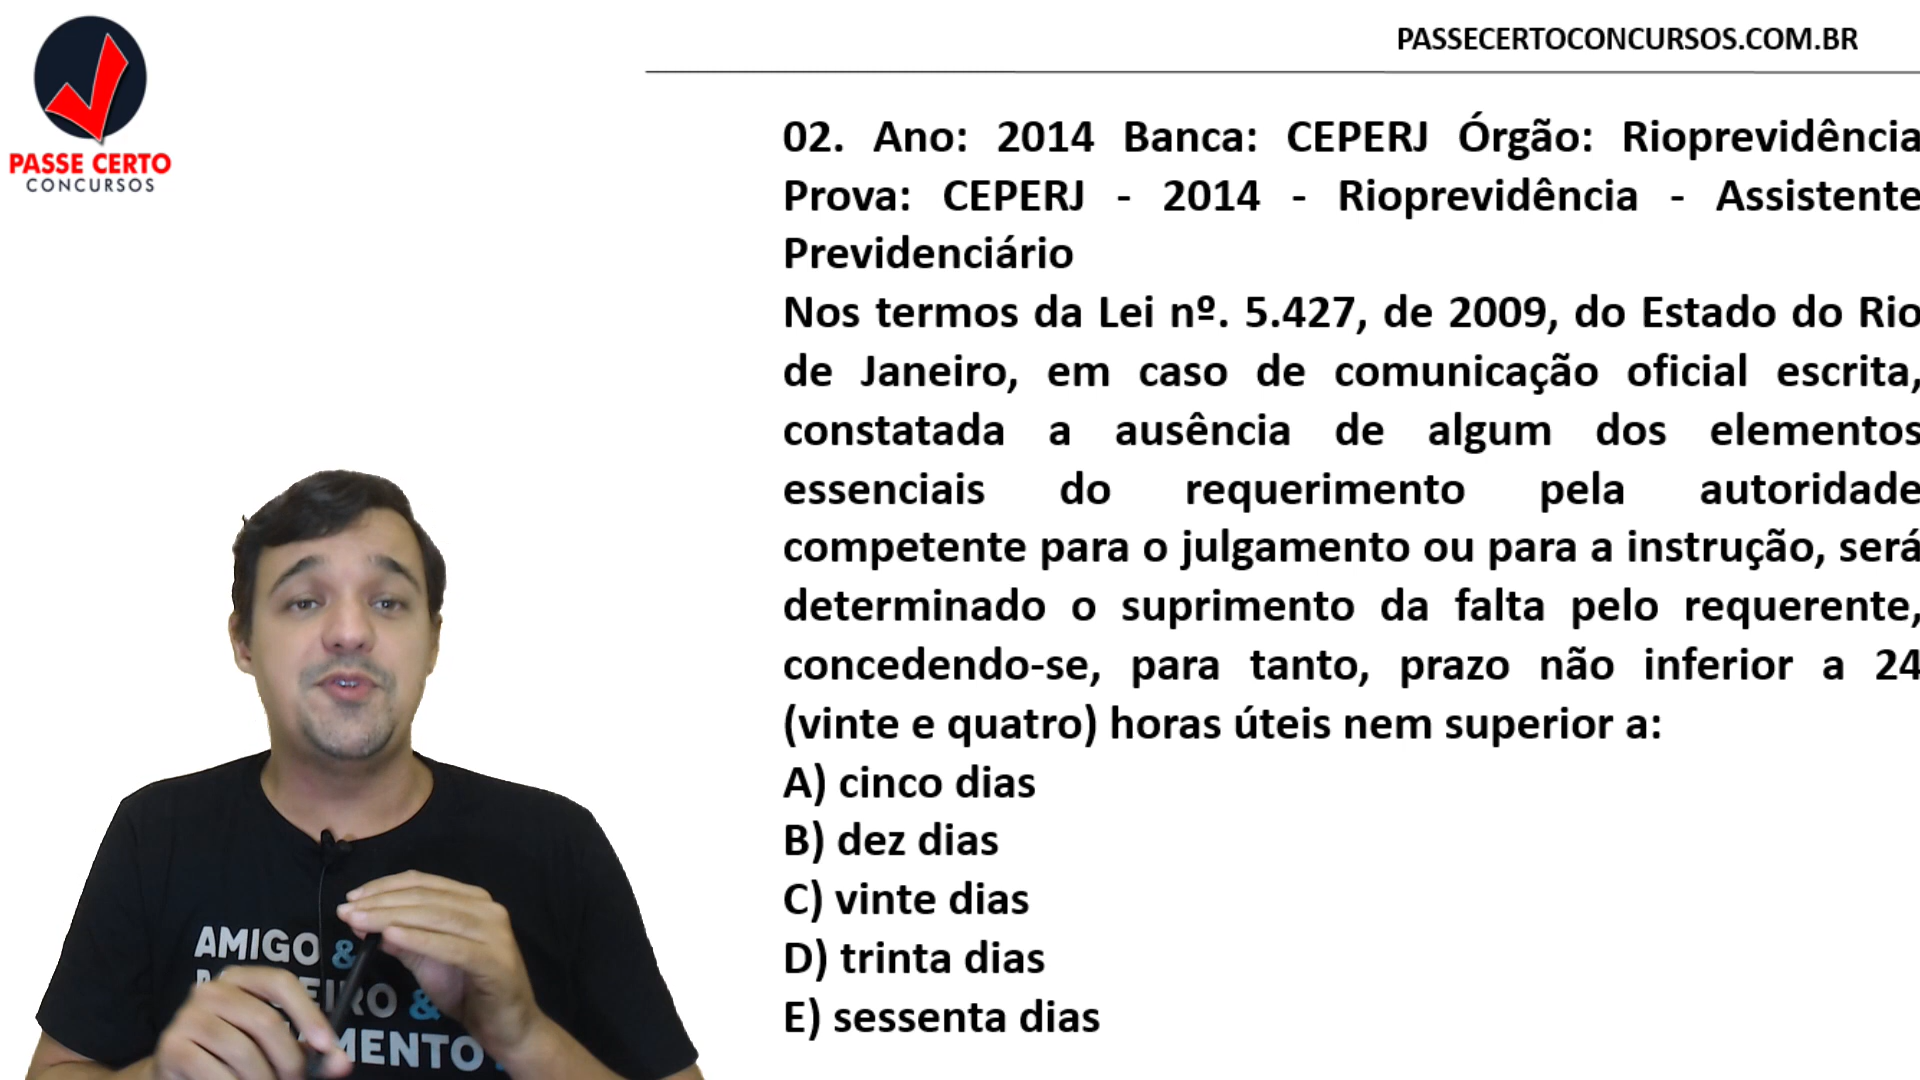 PASSE CERTO
CONCURSOS
PASSECERTOCONCURSOS.COM.BR
02. Ano: 2014 Banca: CEPERJ Órgão: Rioprevidência
Prova: CEPERJ - 2014 - Rioprevidência - Assistente
Previdenciário
Nos termos da Lei nº. 5.427, de 2009, do Estado do Rio
de Janeiro, em caso de comunicação oficial escrita,
constatada a ausência de algum dos elementos
essenciais do requerimento pela autoridade
competente para o julgamento ou para a instrução, será
determinado o suprimento da falta pelo requerente,
concedendo-se, para tanto, prazo não inferior a 24
(vinte e quatro) horas úteis nem superior a:
A) cinco dias
B) dez dias
C) vinte dias
D) trinta dias
E) sessenta dias
AMIGO &